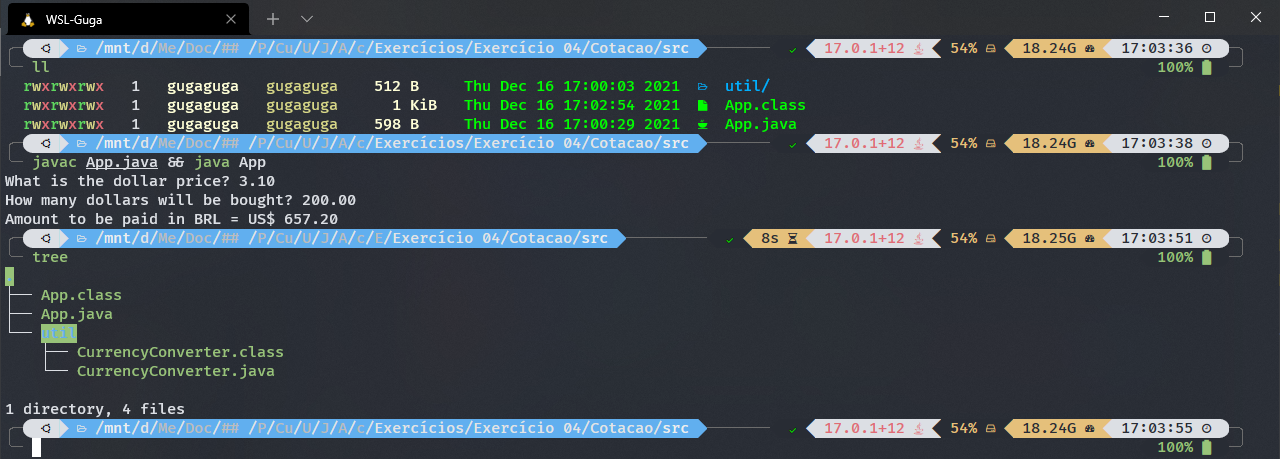 WSL-Guga
/mnt/d/Me/Doc/## /P/Cu/U/J/A/c/Exercícios/Exercício 04/Cotacao/src 17.0.1+12 54% 18.24G 17:03:36
ll 100%
rwxrwxrwx 1 gugaguga gugaguga 512 B Thu Dec 16 17:00:03 2021 util/
rwxrwxrwx 1 gugaguga gugaguga 1 KiB Thu Dec 16 17:02:54 2021 App.class
rwxrwxrwx 1 gugaguga gugaguga 598 B Thu Dec 16 17:00:29 2021 App.java
/mnt/d/Me/Doc/## /P/Cu/U/J/A/c/Exercícios/Exercício 04/Cotacao/src 17.0.1+12 54% 18.24G 17:03:38
javac App.java && java App 100%
What is the dollar price? 3.10
How many dollars will be bought? 200.00
Amount to be paid in BRL = US$ 657.20
/mnt/d/Me/Doc/## /P/Cu/U/J/A/c/E/Exercício 04/Cotacao/src 8s 17.0.1+12 54% 18.25G 17:03:51
tree 100%
.
├── App.class
├── App.java
└── util
├── CurrencyConverter.class
└── CurrencyConverter.java
1 directory, 4 files
/mnt/d/Me/Doc/## /P/Cu/U/J/A/c/Exercícios/Exercício 04/Cotacao/src 17.0.1+12 54% 18.24G 17:03:55
100%